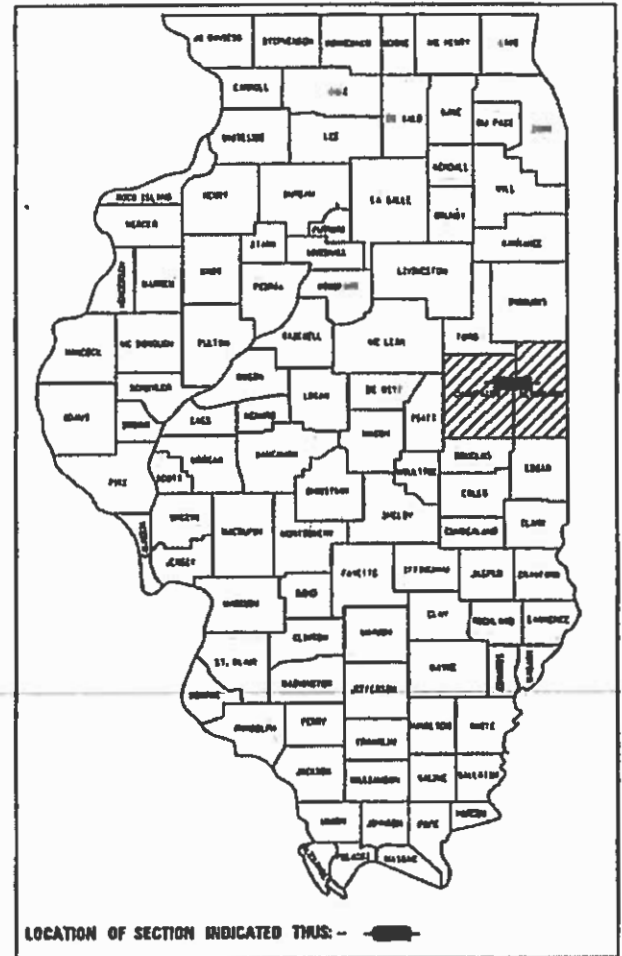 STEPHENSON WINNEBAGO BOONE MC HENRY LAKE
CARROLL OGLE
DE KALB KANE DU PAGE COOK
WHITESIDE LEE
KENDALL WILL
ROCK ISLAND HENRY BUREAU LA SALLE GRUNDY
MERCER PUTNAM KANKAKEE
STARK MARSHALL
HENDERSON WARREN KNOX PEORIA WOODFORD LIVINGSTON IROQUOIS
HANCOCK MC DONOUGH FULTON TAZEWELL MC LEAN FORD
SCHUYLER MASON LOGAN DE WITT PIATT
ADAMS CASS MENARD MACON
BROWN MORGAN SANGAMON DOUGLAS EDGAR
PIKE SCOTT CHRISTIAN MOULTRIE COLES
GREENE MACOUPIN MONTGOMERY SHELBY CUMBERLAND CLARK
JERSEY FAYETTE EFFINGHAM JASPER CRAWFORD
MADISON BOND
CLAY RICHLAND LAWRENCE
CLINTON MARION
ST. CLAIR WAYNE
WASHINGTON JEFFERSON
MONROE
RANDOLPH PERRY HAMILTON WHITE
FRANKLIN
JACKSON WILLIAMSON SALINE GALLATIN
UNION JOHNSON POPE HARDIN
PULASKI MASSAC
LOCATION OF SECTION INDICATED THUS: -